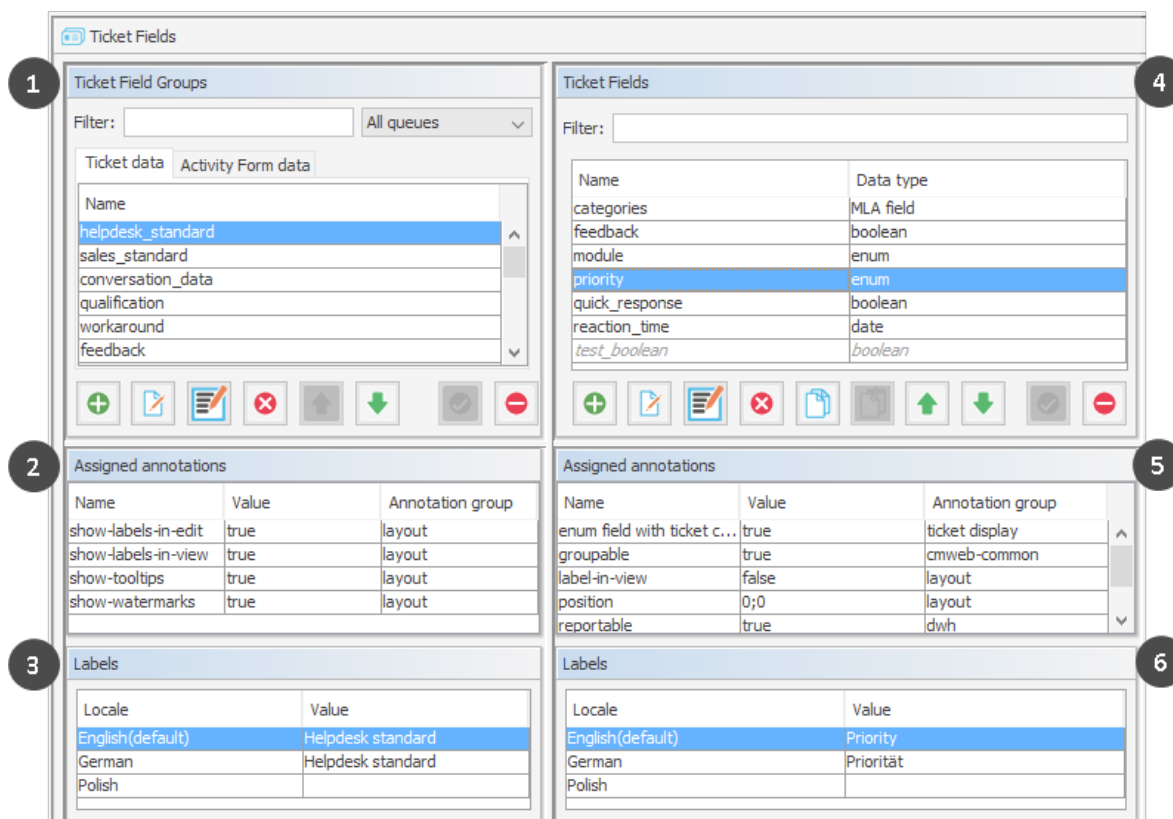 Ticket Fields
1
Ticket Field Groups
Filter: All queues
Ticket data Activity Form data
Name
helpdesk_standard
sales_standard
conversation_data
qualification
workaround
feedback
2
Assigned annotations
Name Value Annotation group
show-labels-in-edit true layout
show-labels-in-view true layout
show-tooltips true layout
show-watermarks true layout
3
Labels
Locale Value
English(default) Helpdesk standard
German Helpdesk standard
Polish
4
Ticket Fields
Filter:
Name Data type
categories MLA field
feedback boolean
module enum
priority enum
quick_response boolean
reaction_time date
test_boolean boolean
5
Assigned annotations
Name Value Annotation group
enum field with ticket c... true ticket display
groupable true cmweb-common
label-in-view false layout
position 0;0 layout
reportable true dwh
6
Labels
Locale Value
English(default) Priority
German Priorität
Polish